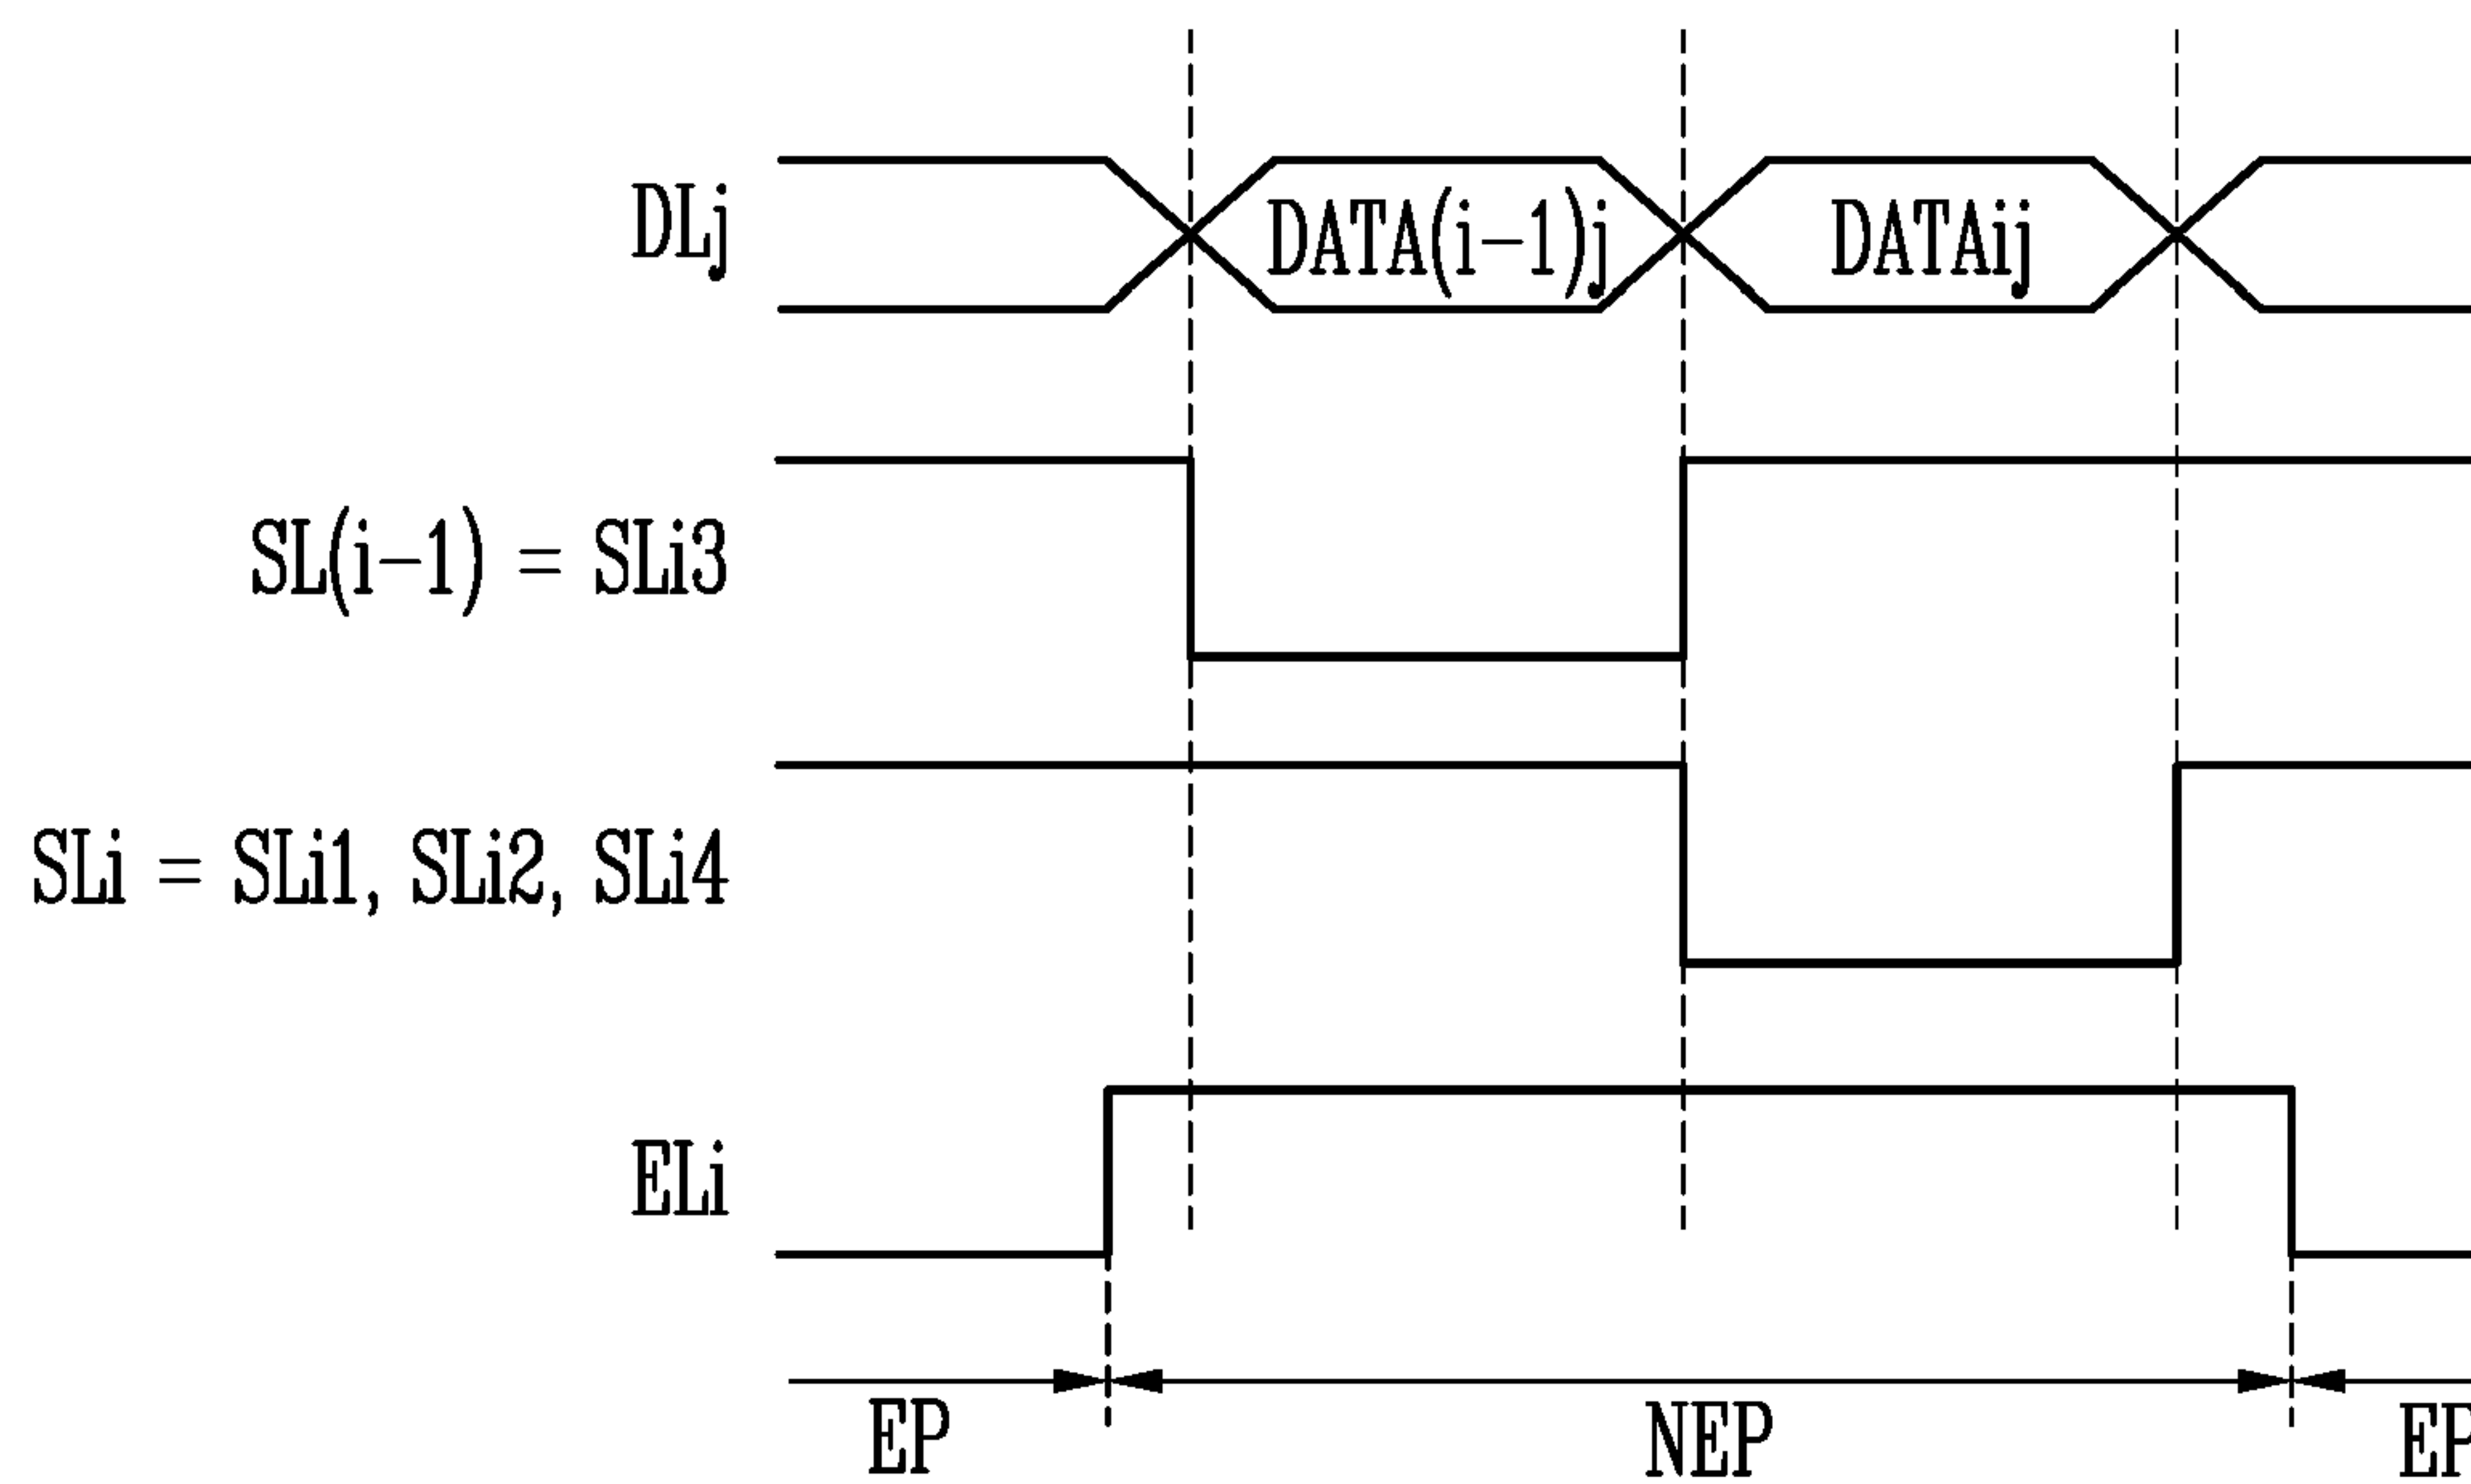 DLj DATA(i-1)j DATAij
SL(i-1) = SLi3
SLi = SLi1, SLi2, SLi4
ELi
EP NEP EP